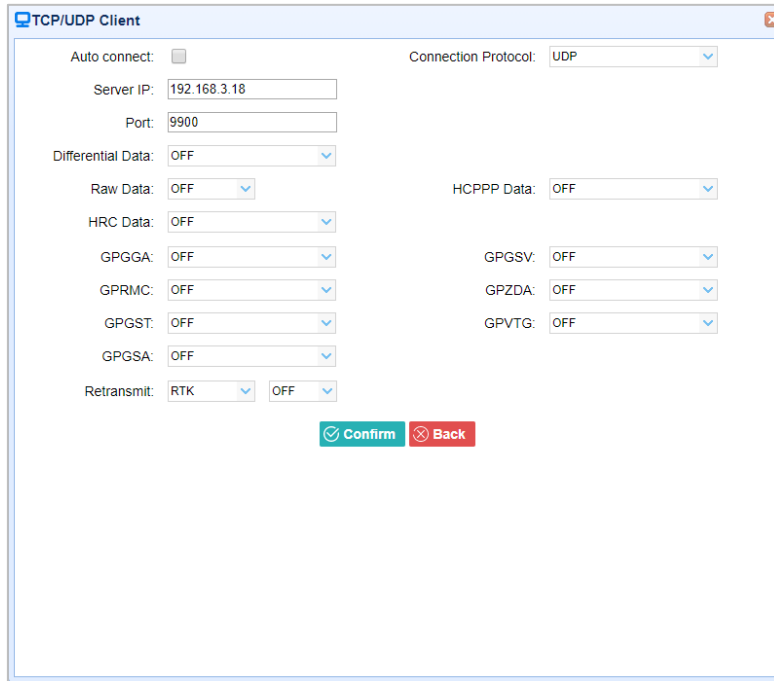 TCP/UDP Client
Auto connect: Connection Protocol: UDP
Server IP: 192.168.3.18
Port: 9900
Differential Data: OFF
Raw Data: OFF HCPPP Data: OFF
HRC Data: OFF
GPGGA: OFF GPGSV: OFF
GPRMC: OFF GPZDA: OFF
GPGST: OFF GPVTG: OFF
GPGSA: OFF
Retransmit: RTK OFF
Confirm Back